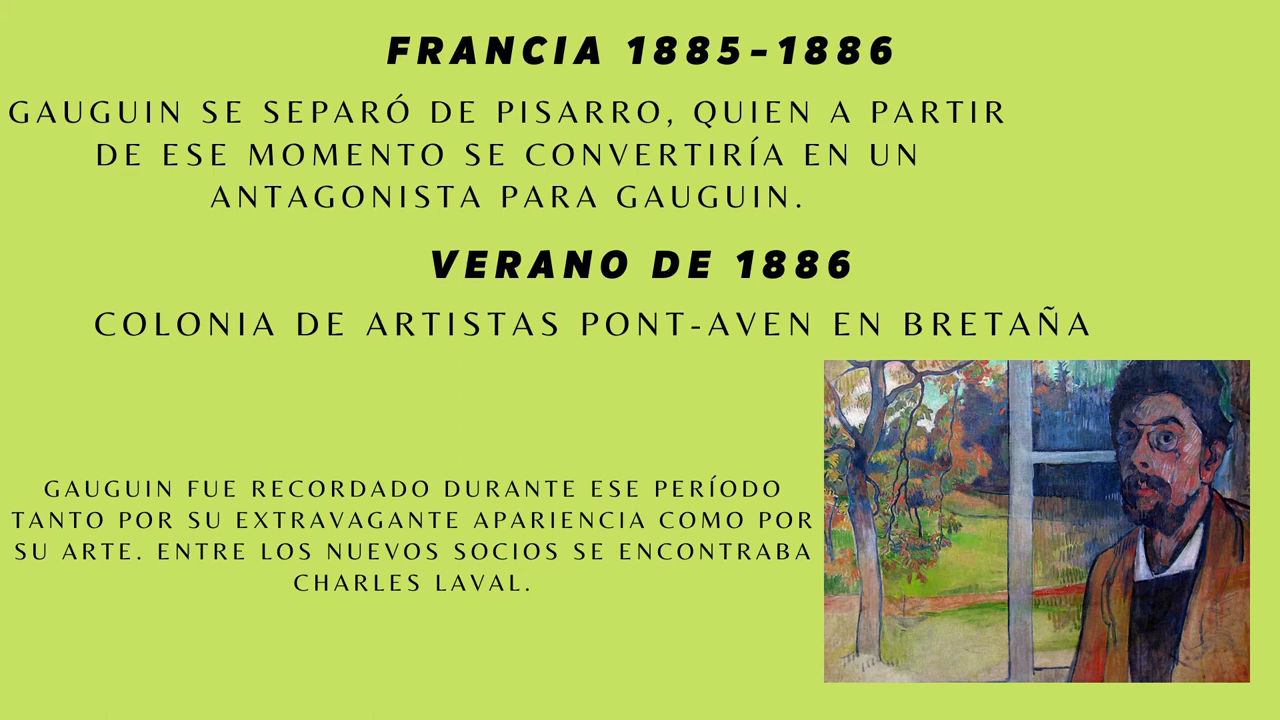 FRANCIA 1885-1886
GAUGUIN SE SEPARÓ DE PISARRO, QUIEN A PARTIR
DE ESE MOMENTO SE CONVERTIRÍA EN UN
ANTAGONISTA PARA GAUGUIN.
VERANO DE 1886
COLONIA DE ARTISTAS PONT-AVEN EN BRETAÑA
GAUGUIN FUE RECORDADO DURANTE ESE PERÍODO
TANTO POR SU EXTRAVAGANTE APARIENCIA COMO POR
SU ARTE. ENTRE LOS NUEVOS SOCIOS SE ENCONTRABA
CHARLES LAVAL.